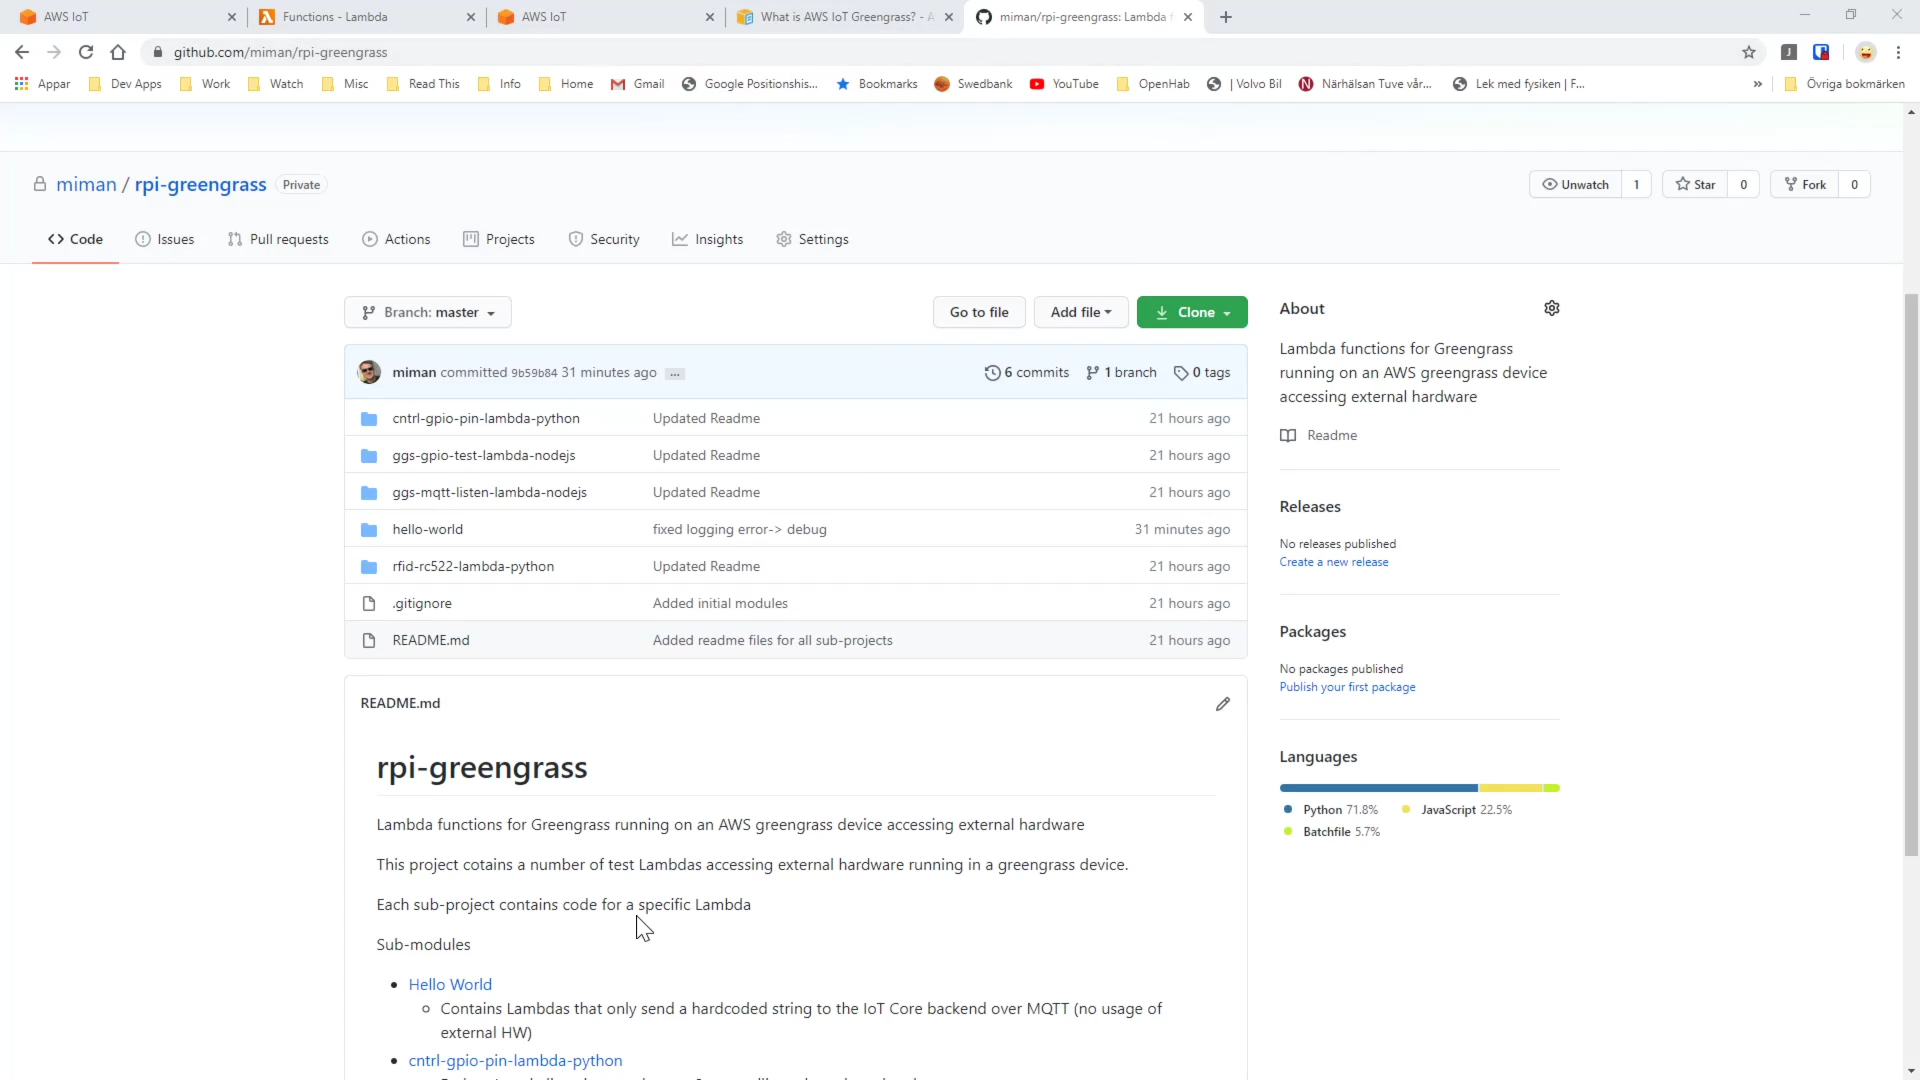 AWS IoT
Functions - Lambda
AWS IoT
What is AWS IoT Greengrass? - A
miman/rpi-greengrass: Lambda f
github.com/miman/rpi-greengrass
Appar Dev Apps Work Watch Misc Read This Info Home Gmail Google Positionshis... Bookmarks Swedbank YouTube OpenHab | Volvo Bil Närhälsan Tuve vår... Lek med fysiken | F... » Övriga bokmärken
miman / rpi-greengrass Private
Unwatch 1 Star 0 Fork 0
Code Issues Pull requests Actions Projects Security Insights Settings
Branch: master Go to file Add file Clone
miman committed 9b59b84 31 minutes ago ... 6 commits 1 branch 0 tags
cntrl-gpio-pin-lambda-python Updated Readme 21 hours ago
ggs-gpio-test-lambda-nodejs Updated Readme 21 hours ago
ggs-mqtt-listen-lambda-nodejs Updated Readme 21 hours ago
hello-world fixed logging error-> debug 31 minutes ago
rfid-rc522-lambda-python Updated Readme 21 hours ago
.gitignore Added initial modules 21 hours ago
README.md Added readme files for all sub-projects 21 hours ago
README.md
rpi-greengrass
Lambda functions for Greengrass running on an AWS greengrass device accessing external hardware
This project cotains a number of test Lambdas accessing external hardware running in a greengrass device.
Each sub-project contains code for a specific Lambda
Sub-modules
Hello World
Contains Lambdas that only send a hardcoded string to the IoT Core backend over MQTT (no usage of
external HW)
cntrl-gpio-pin-lambda-python
About
Lambda functions for Greengrass
running on an AWS greengrass device
accessing external hardware
Readme
Releases
No releases published
Create a new release
Packages
No packages published
Publish your first package
Languages
Python 71.8% JavaScript 22.5%
Batchfile 5.7%